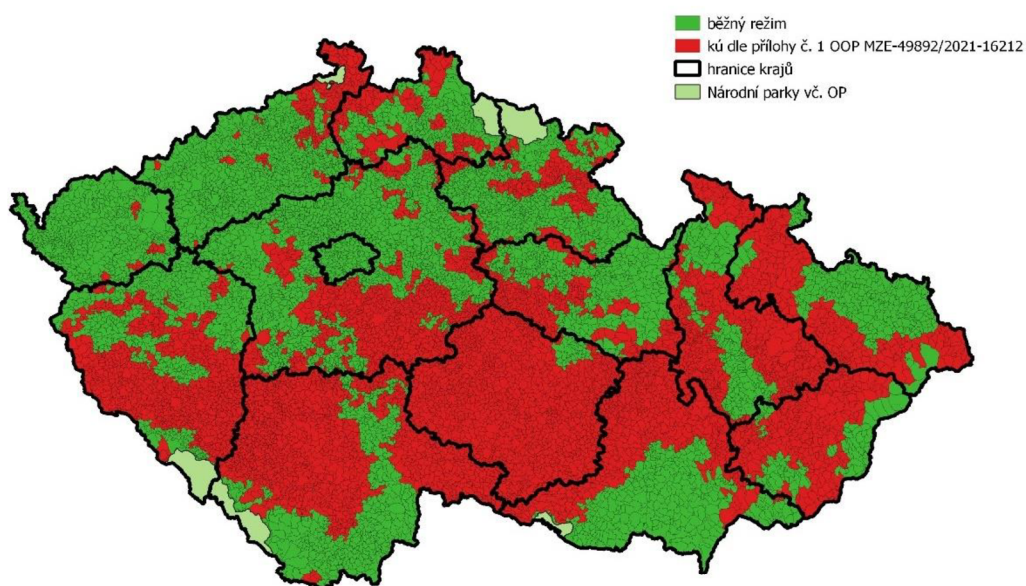 běžný režim
kú dle přílohy č. 1 OOP MZE-49892/2021-16212
hranice krajů
Národní parky vč. OP